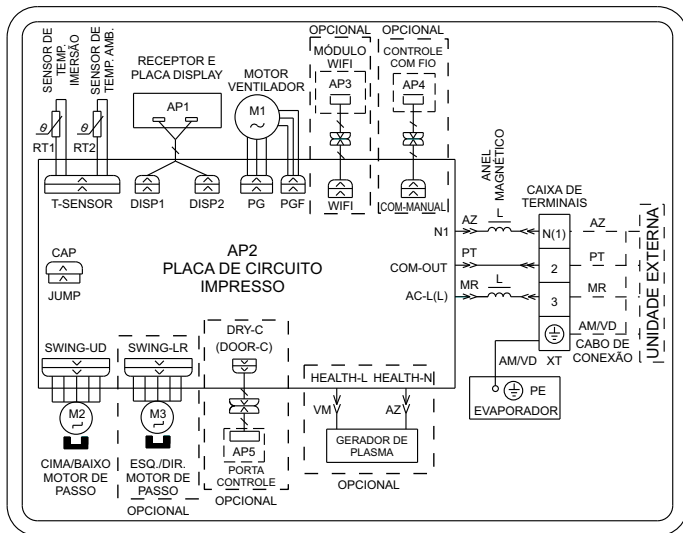 SENSOR DE
TEMP.
IMERSÃO
SENSOR DE
TEMP. AMB.
RECEPTOR E
PLACA DISPLAY
AP1
MOTOR
VENTILADOR
M1
~
OPCIONAL
MÓDULO
WIFI
AP3
OPCIONAL
CONTROLE
COM FIO
AP4
θ
RT1
θ
RT2
T-SENSOR
DISP1
DISP2
PG
PGF
WIFI
COM-MANUAL
ANEL
MAGNÉTICO
CAIXA DE
TERMINAIS
N1
AZ
L
N(1)
AZ
COM-OUT
PT
2
PT
AC-L(L)
MR
L
3
MR
AM/VD
UNIDADE EXTERNA
CABO DE
CONEXÃO
XT
AM/VD
PE
EVAPORADOR
CAP
JUMP
AP2
PLACA DE CIRCUITO
IMPRESSO
SWING-UD
M2
~
CIMA/BAIXO
MOTOR DE
PASSO
SWING-LR
M3
~
ESQ./DIR.
MOTOR DE
PASSO
OPCIONAL
DRY-C
(DOOR-C)
AP5
PORTA
CONTROLE
OPCIONAL
HEALTH-L HEALTH-N
VM
AZ
GERADOR DE
PLASMA
OPCIONAL